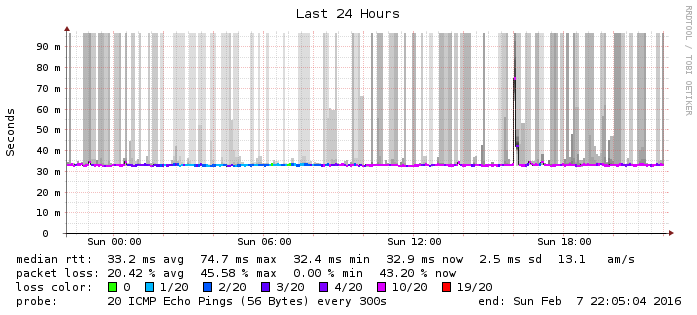 Last 24 Hours
RRDTOOL / TOBI OETIKER
Seconds
90 m
80 m
70 m
60 m
50 m
40 m
30 m
20 m
10 m
0
Sun 00:00 Sun 06:00 Sun 12:00 Sun 18:00
median rtt: 33.2 ms avg 74.7 ms max 32.4 ms min 32.9 ms now 2.5 ms sd 13.1 am/s
packet loss: 20.42 % avg 45.58 % max 0.00 % min 43.20 % now
loss color: 0 1/20 2/20 3/20 4/20 10/20 19/20
probe: 20 ICMP Echo Pings (56 Bytes) every 300s end: Sun Feb 7 22:05:04 2016